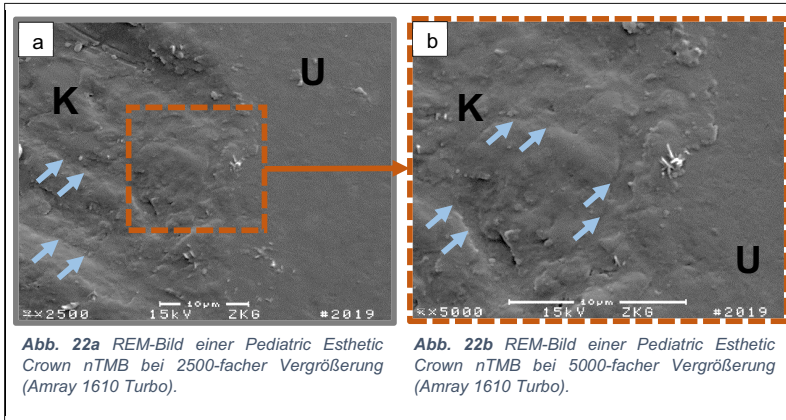 a
K
U
10µm
××2500 15kV ZKG #2019
b
K
U
10µm
××5000 15kV ZKG #2019
Abb. 22a REM-Bild einer Pediatric Esthetic
Crown nTMB bei 2500-facher Vergrößerung
(Amray 1610 Turbo).
Abb. 22b REM-Bild einer Pediatric Esthetic
Crown nTMB bei 5000-facher Vergrößerung
(Amray 1610 Turbo).